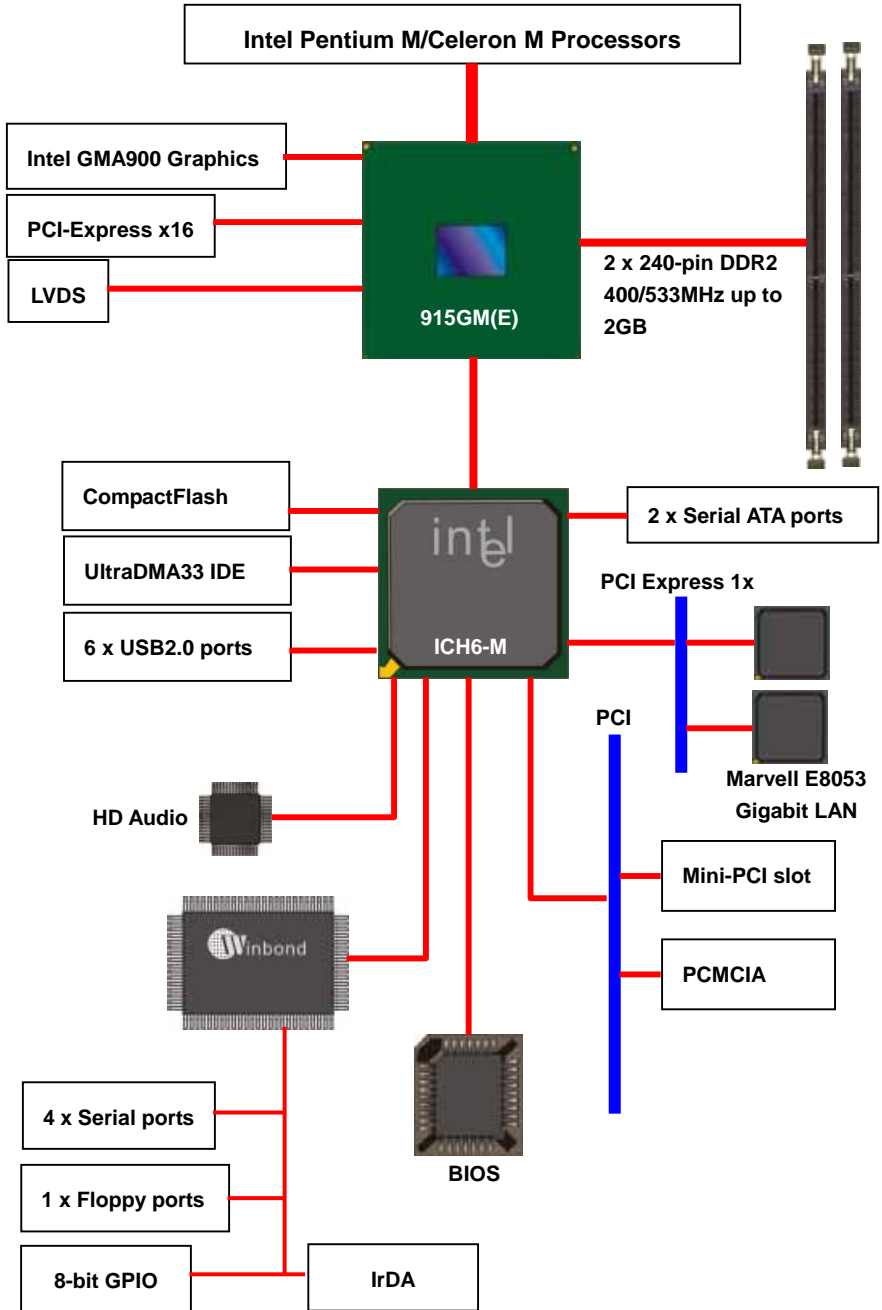 Intel Pentium M/Celeron M Processors
Intel GMA900 Graphics
PCI-Express x16
LVDS
915GM(E)
2 x 240-pin DDR2
400/533MHz up to
2GB
CompactFlash
UltraDMA33 IDE
6 x USB2.0 ports
intel
ICH6-M
2 x Serial ATA ports
PCI Express 1x
PCI
Marvell E8053
Gigabit LAN
HD Audio
Mini-PCI slot
PCMCIA
Winbond
BIOS
4 x Serial ports
1 x Floppy ports
8-bit GPIO
IrDA